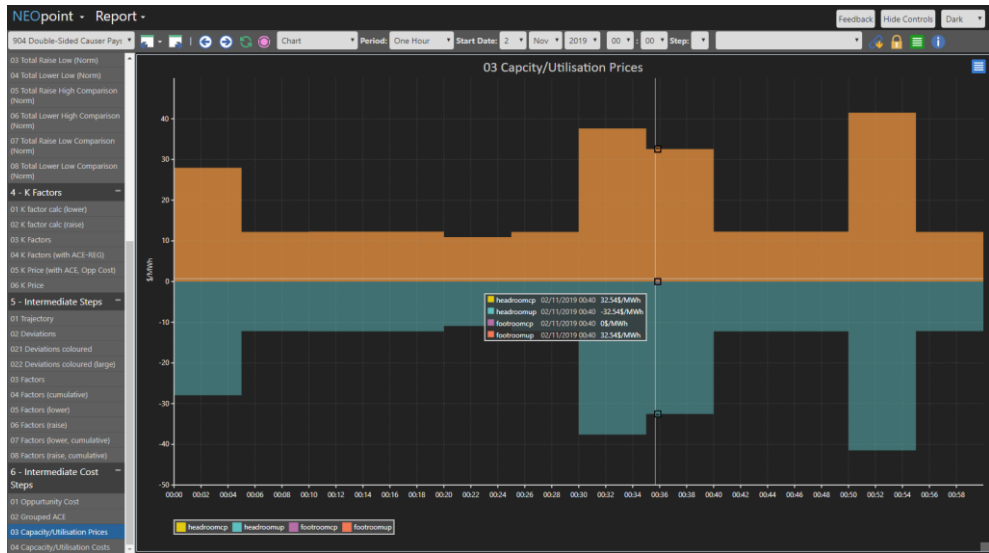 NEOpoint - Report -
Feedback Hide Controls Dark
904 Double-Sided Causer Pays
Chart Period: One Hour Start Date: 2 Nov 2019 00 : 00 Step:
03 Total Raise Low (Norm)
04 Total Lower Low (Norm)
05 Total Raise High Comparison
(Norm)
06 Total Lower High Comparison
(Norm)
07 Total Raise Low Comparison
(Norm)
08 Total Lower Low Comparison
(Norm)
4 - K Factors −
01 K factor calc (lower)
02 K factor calc (raise)
03 K Factors
04 K Factors (with ACE-REG)
05 K Price (with ACE, Opp Cost)
06 K Price
5 - Intermediate Steps −
01 Trajectory
02 Deviations
021 Deviations coloured
022 Deviations coloured (large)
03 Factors
04 Factors (cumulative)
05 Factors (lower)
06 Factors (raise)
07 Factors (lower, cumulative)
08 Factors (raise, cumulative)
6 - Intermediate Cost −
Steps
01 Oppurtunity Cost
02 Grouped ACE
03 Capacity/Utilisation Prices
04 Capcacity/Utilisation Costs
03 Capcity/Utilisation Prices
40
30
20
10
0
-10
-20
-30
-40
-50
$/MWh
headroomcp 02/11/2019 00:40 32.54$/MWh
headroomup 02/11/2019 00:40 -32.54$/MWh
footroomcp 02/11/2019 00:40 0$/MWh
footroomup 02/11/2019 00:40 32.54$/MWh
00:00 00:02 00:04 00:06 00:08 00:10 00:12 00:14 00:16 00:18 00:20 00:22 00:24 00:26 00:28 00:30 00:32 00:34 00:36 00:38 00:40 00:42 00:44 00:46 00:48 00:50 00:52 00:54 00:56 00:58
headroomcp headroomup footroomcp footroomup